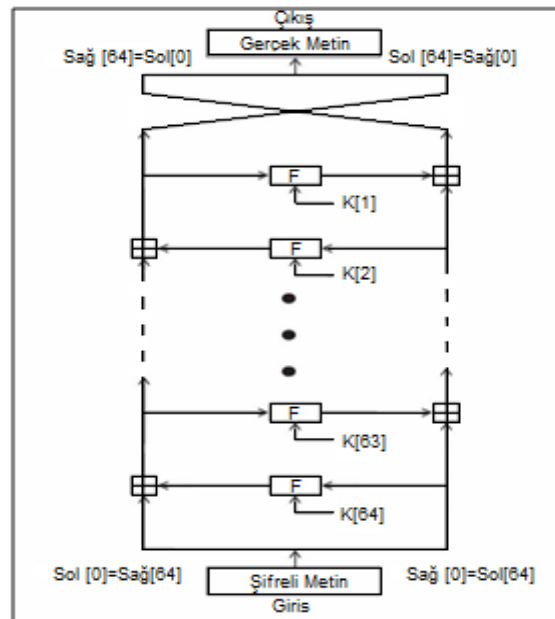 Çıkış
Gerçek Metin
Sağ [64]=Sol[0]
Sol [64]=Sağ[0]
F
K[1]
F
K[2]
F
K[63]
F
K[64]
Sol [0]=Sağ[64]
Sağ [0]=Sol[64]
Şifreli Metin
Giris